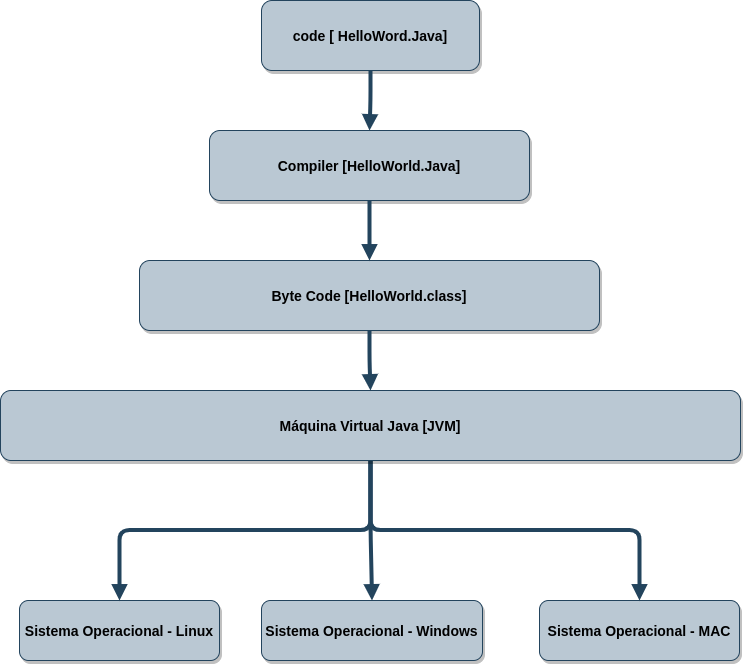 code [ HelloWord.Java]
Compiler [HelloWorld.Java]
Byte Code [HelloWorld.class]
Máquina Virtual Java [JVM]
Sistema Operacional - Linux
Sistema Operacional - Windows
Sistema Operacional - MAC